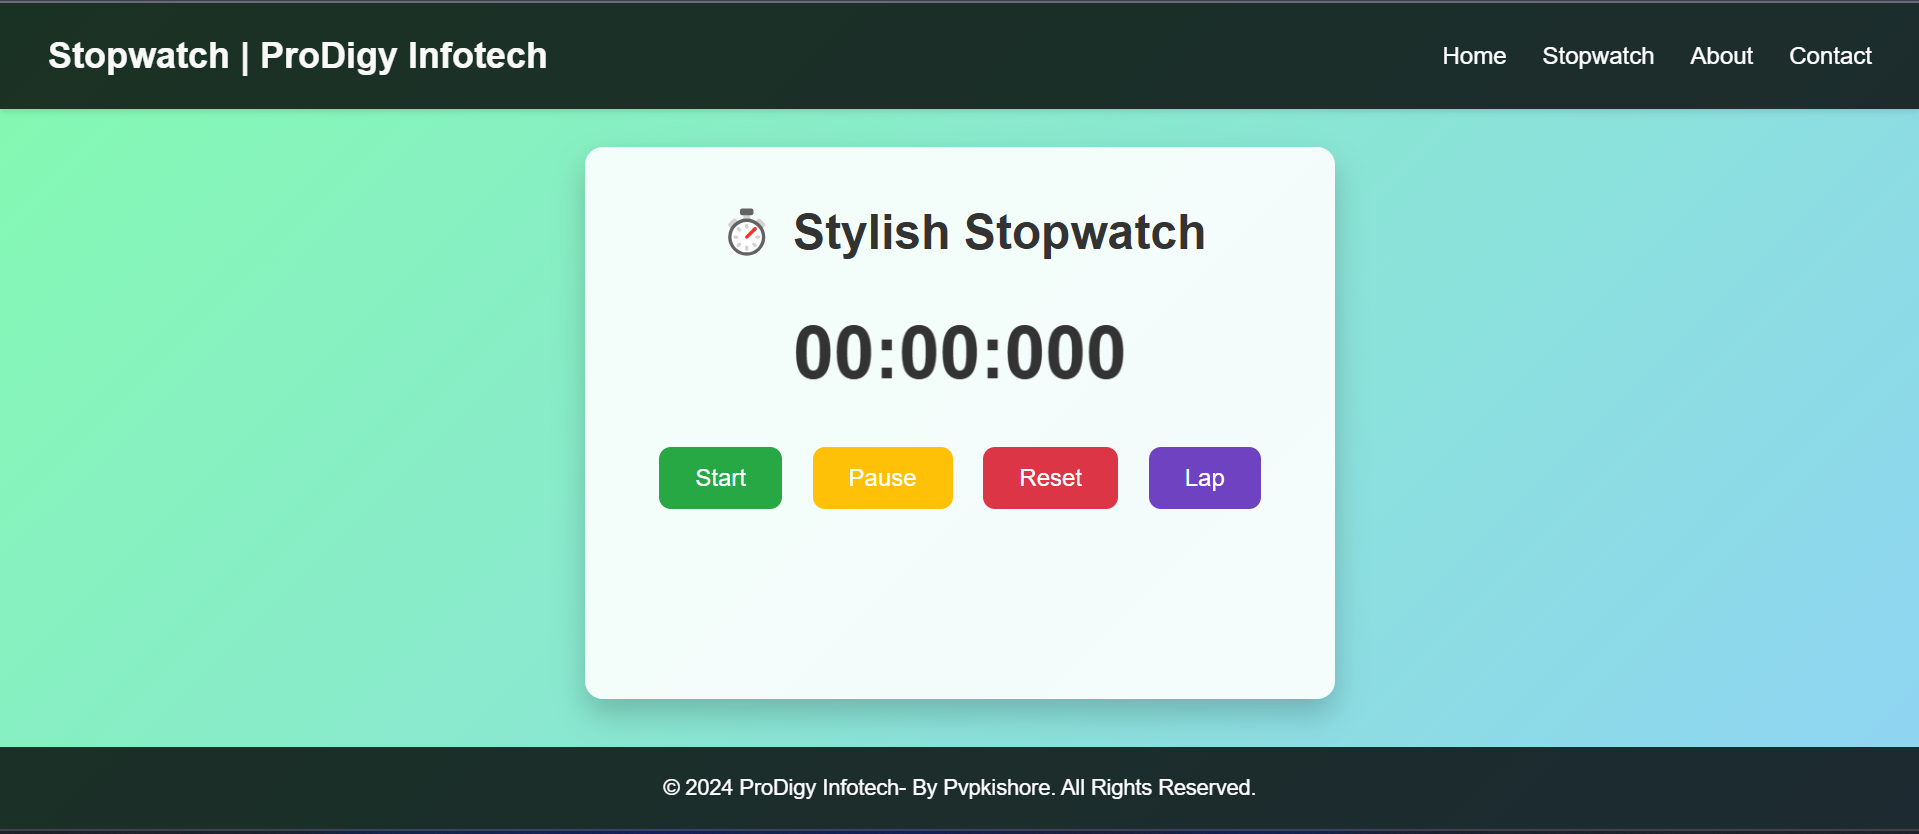 Stopwatch | ProDigy Infotech
Home Stopwatch About Contact
Stylish Stopwatch
00:00:000
Start Pause Reset Lap
© 2024 ProDigy Infotech- By Pvpkishore. All Rights Reserved.